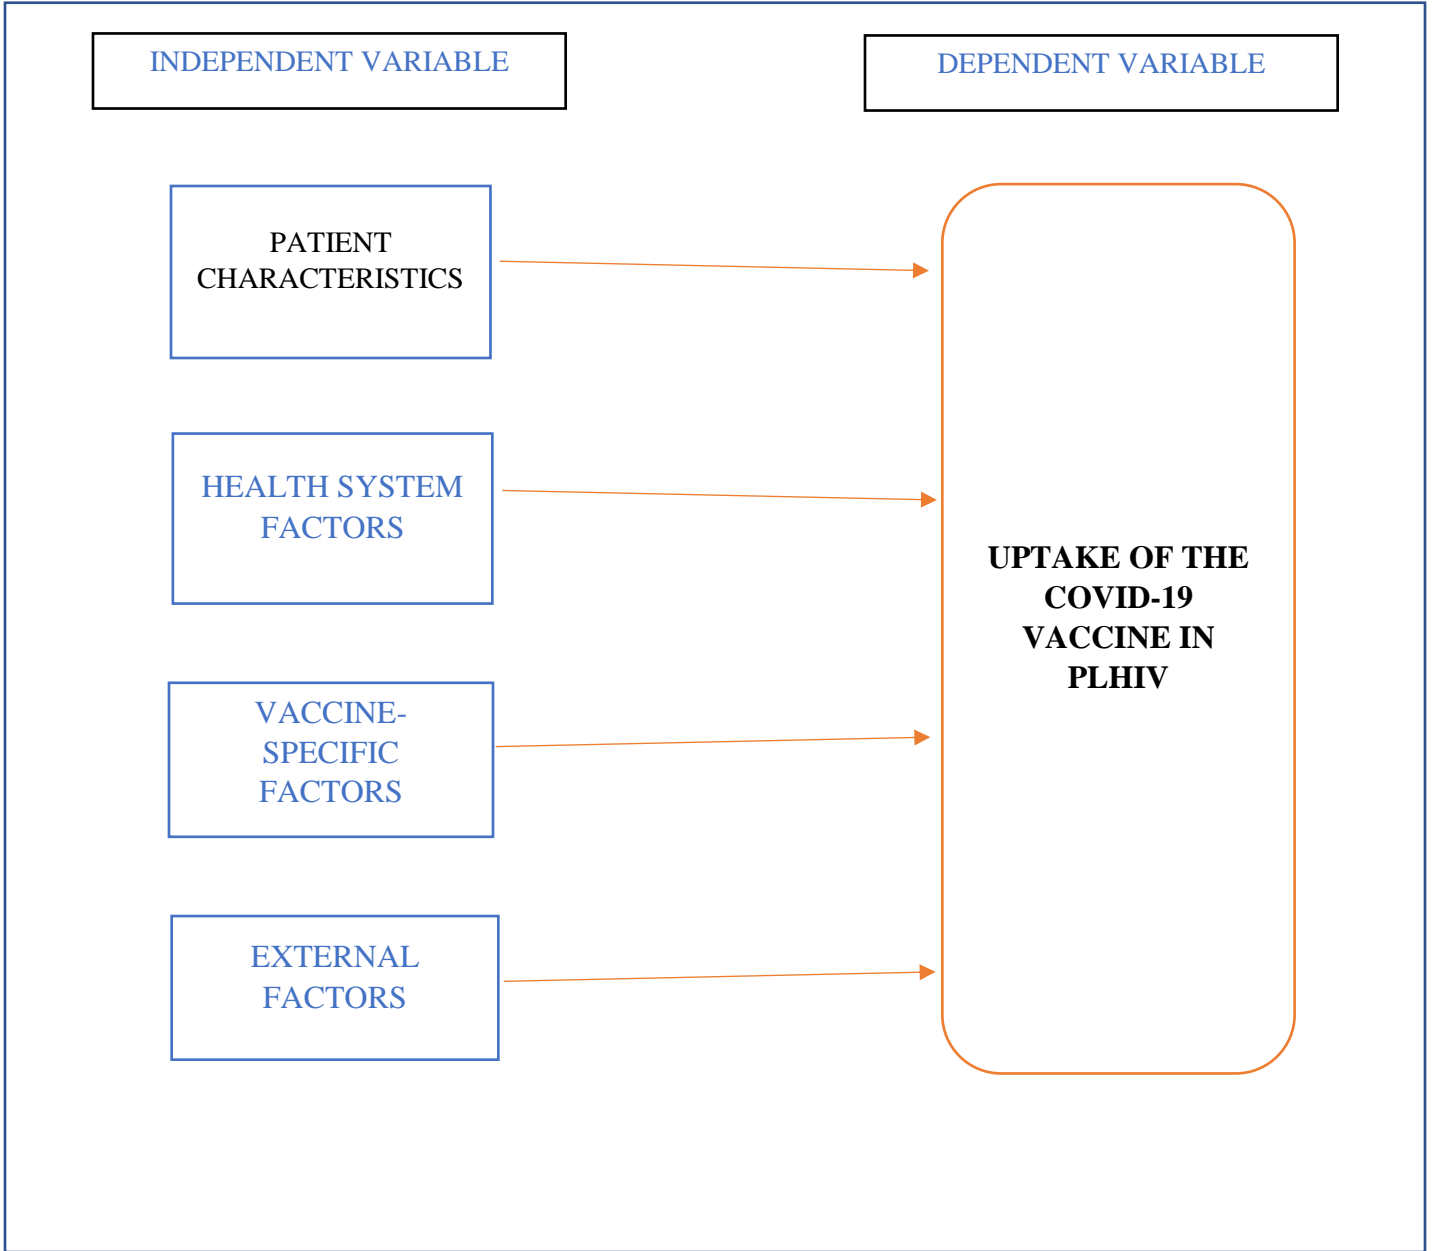 INDEPENDENT VARIABLE
DEPENDENT VARIABLE
PATIENT
CHARACTERISTICS
HEALTH SYSTEM
FACTORS
VACCINE-
SPECIFIC
FACTORS
EXTERNAL
FACTORS
UPTAKE OF THE
COVID-19
VACCINE IN
PLHIV